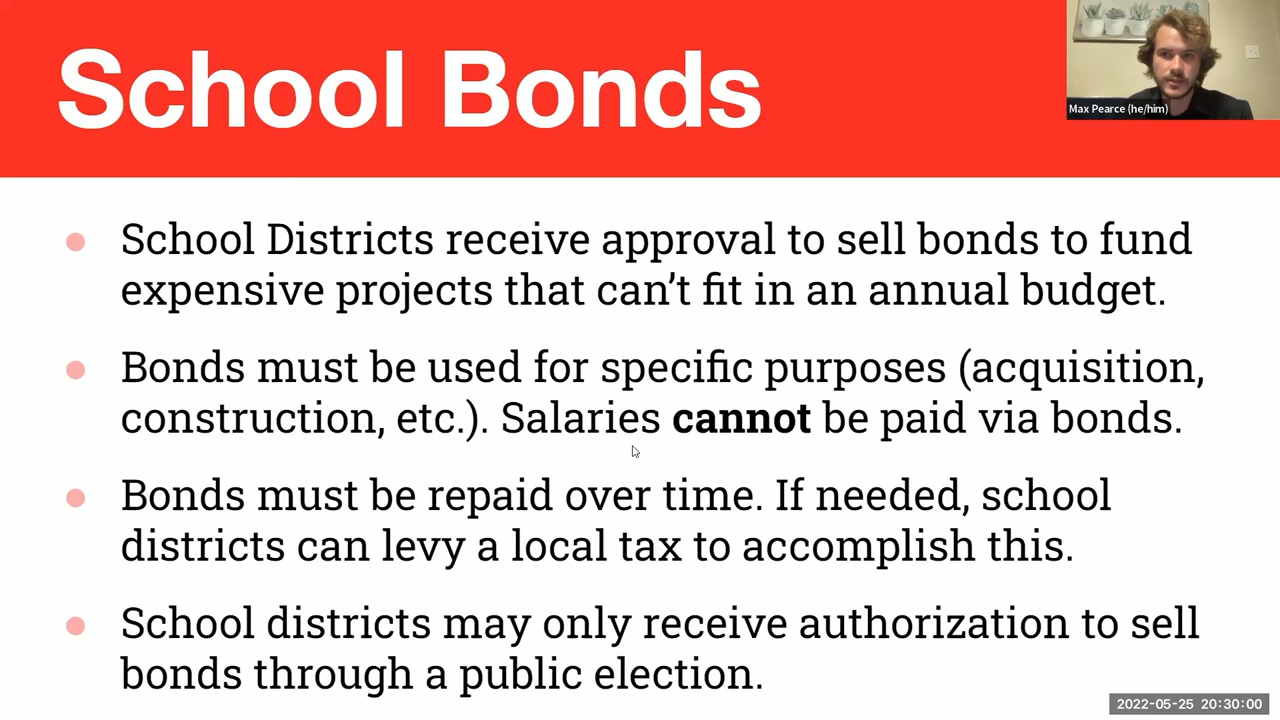 School Bonds
Max Pearce (he/him)
● School Districts receive approval to sell bonds to fund
expensive projects that can’t fit in an annual budget.
● Bonds must be used for specific purposes (acquisition,
construction, etc.). Salaries cannot be paid via bonds.
● Bonds must be repaid over time. If needed, school
districts can levy a local tax to accomplish this.
● School districts may only receive authorization to sell
bonds through a public election.
2022-05-25 20:30:00